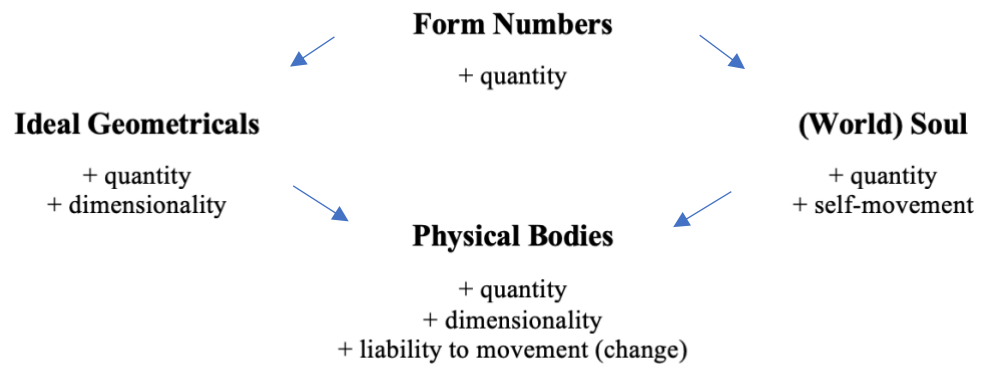 Form Numbers
+ quantity
Ideal Geometricals
+ quantity
+ dimensionality
(World) Soul
+ quantity
+ self-movement
Physical Bodies
+ quantity
+ dimensionality
+ liability to movement (change)